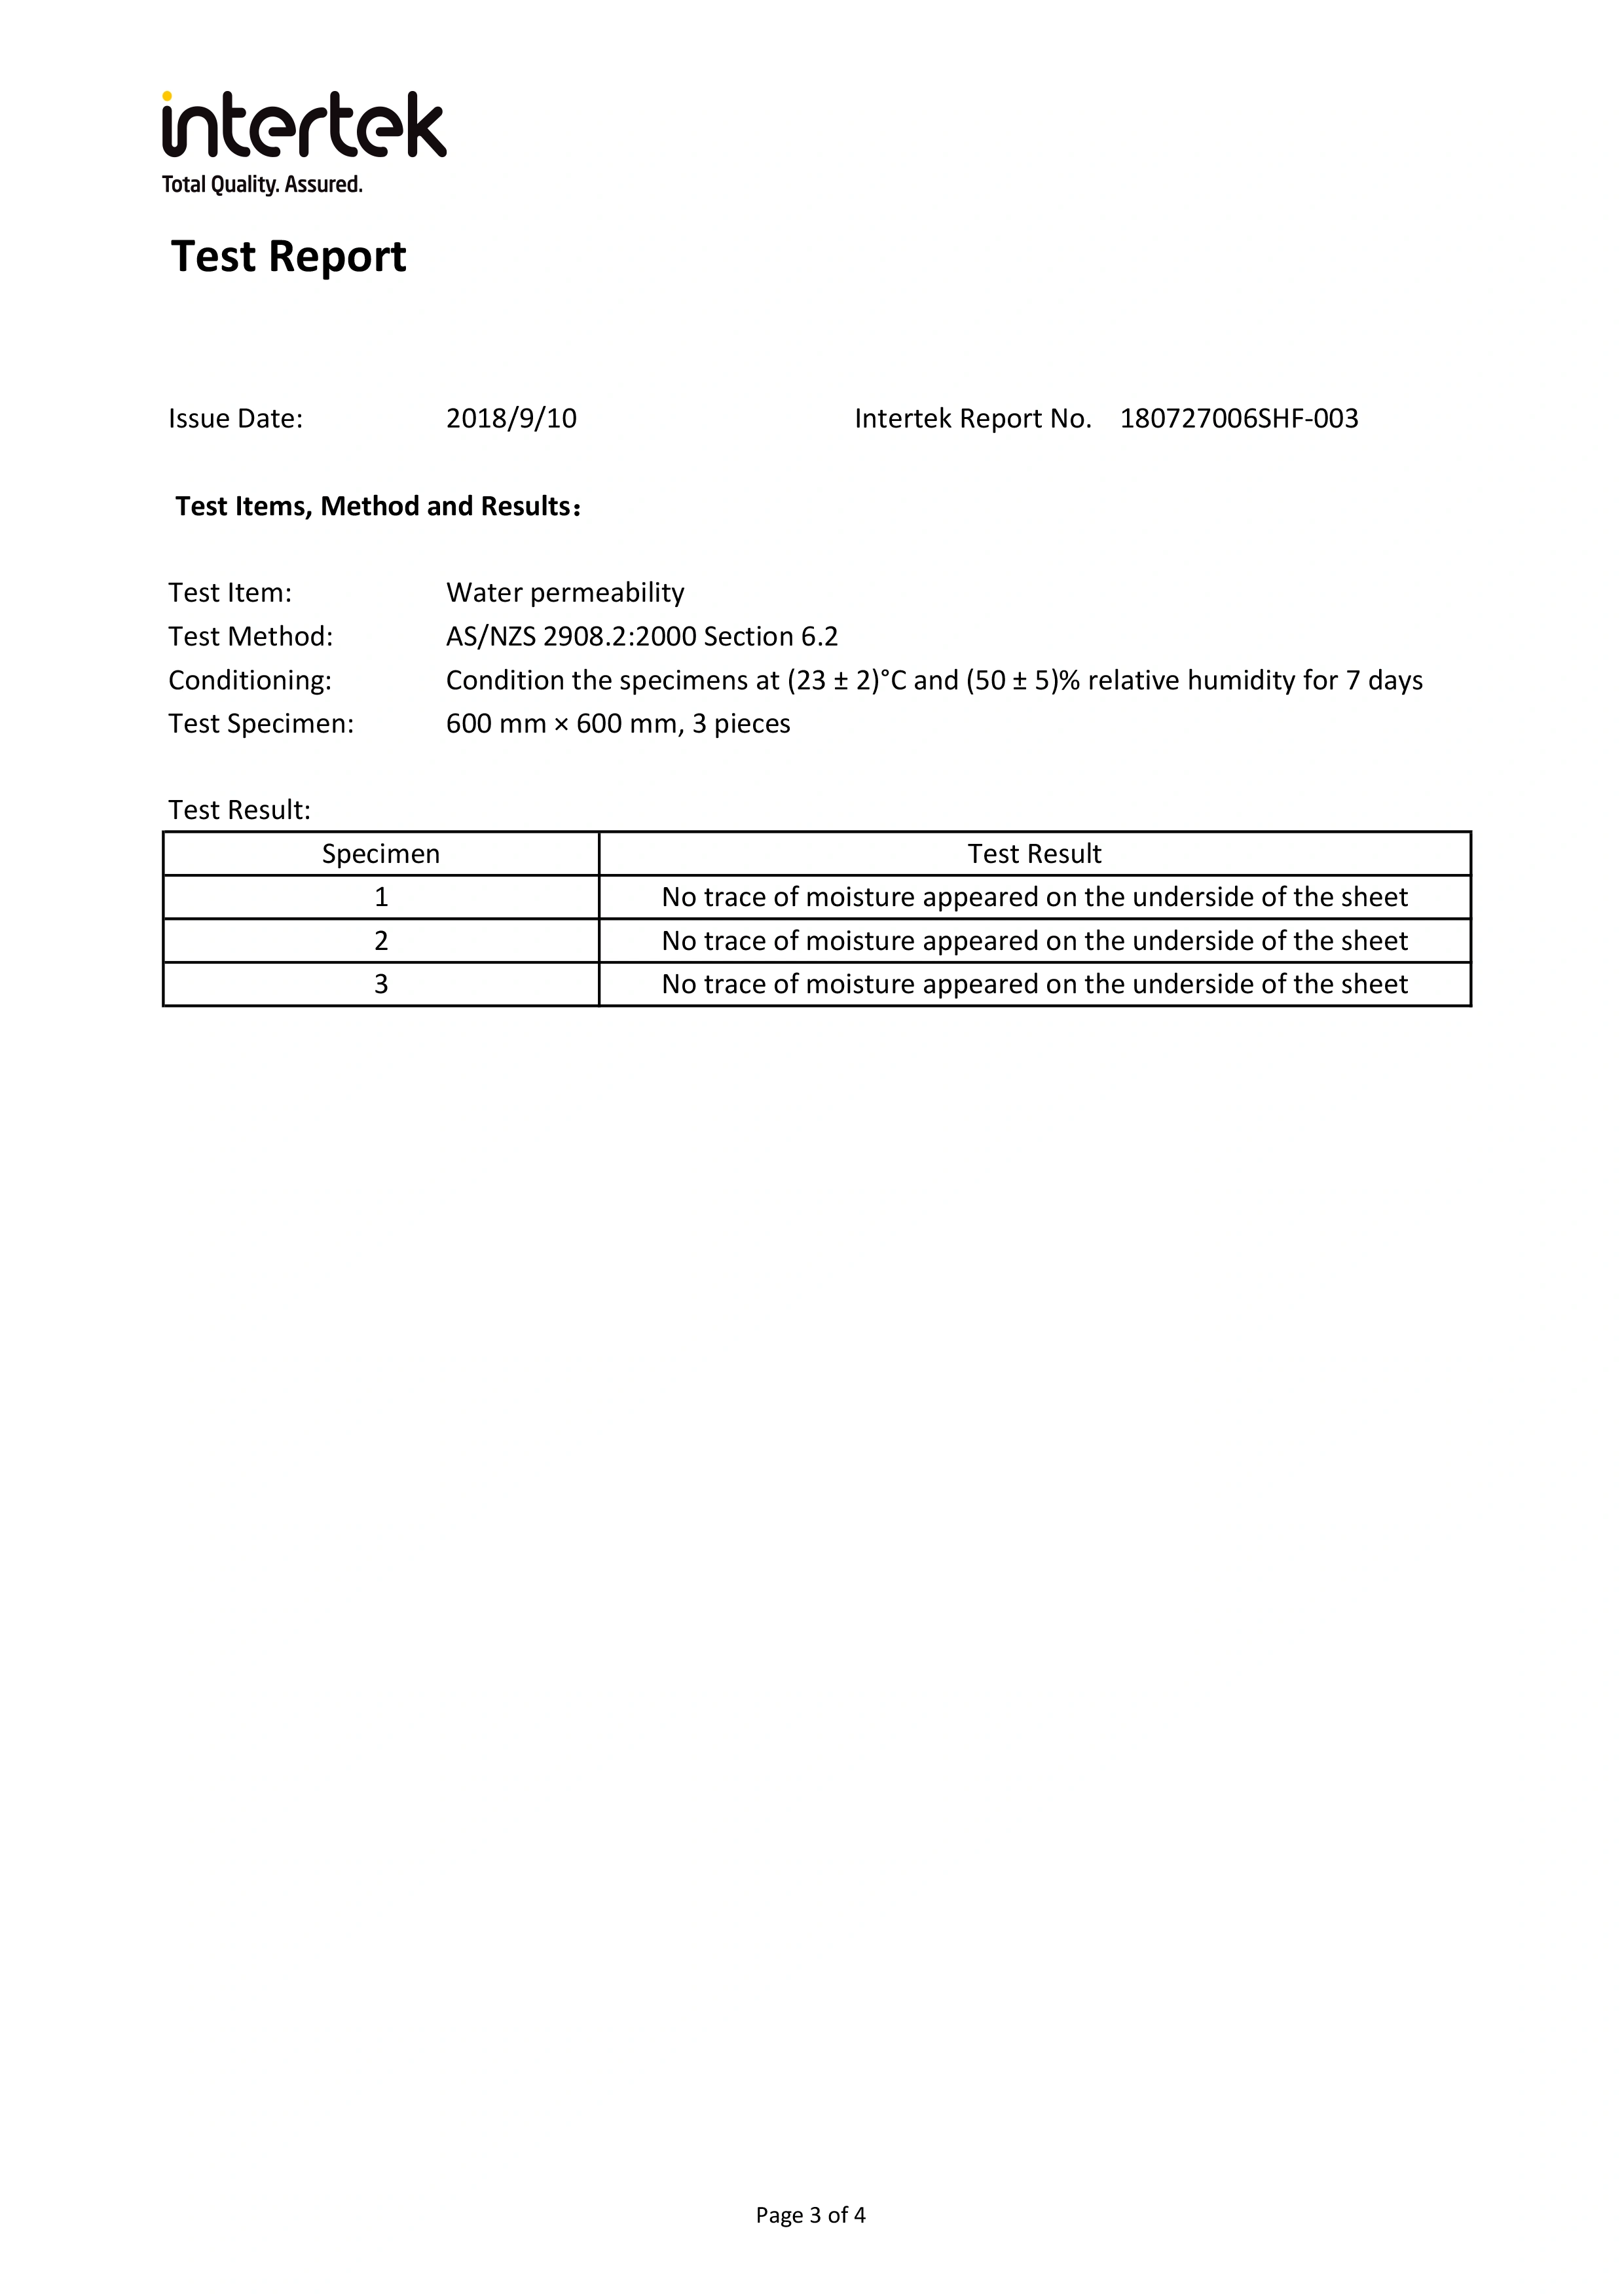 intertek
Total Quality. Assured.
Test Report
Issue Date: 2018/9/10 Intertek Report No. 180727006SHF-003
Test Items, Method and Results：
Test Item: Water permeability
Test Method: AS/NZS 2908.2:2000 Section 6.2
Conditioning: Condition the specimens at (23 ± 2)°C and (50 ± 5)% relative humidity for 7 days
Test Specimen: 600 mm × 600 mm, 3 pieces
Test Result:
Specimen Test Result
1 No trace of moisture appeared on the underside of the sheet
2 No trace of moisture appeared on the underside of the sheet
3 No trace of moisture appeared on the underside of the sheet
Page 3 of 4